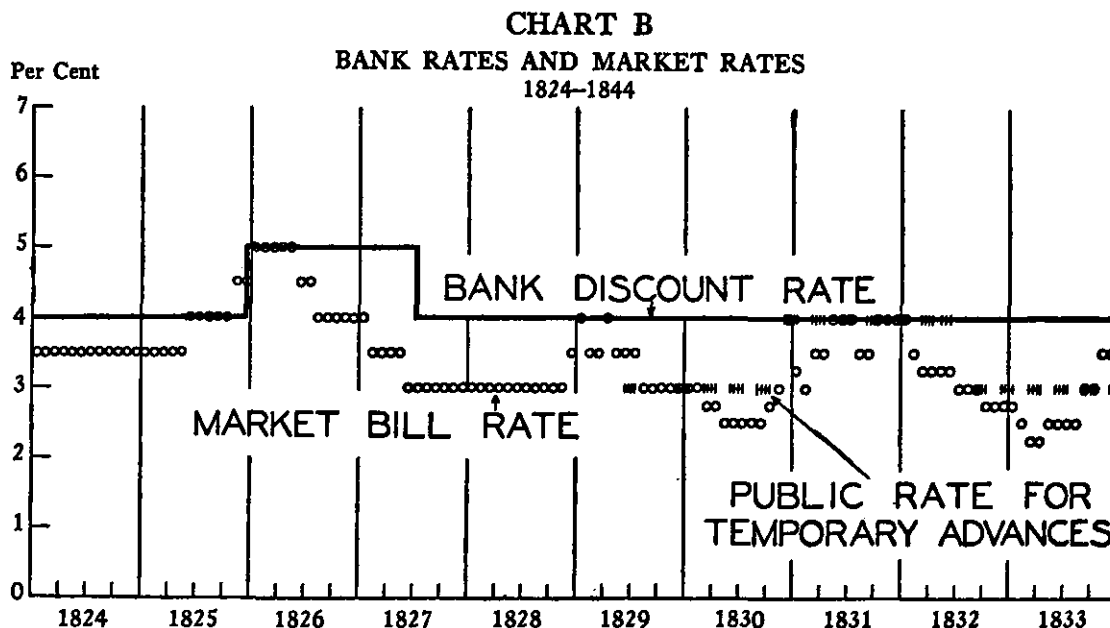 CHART B
BANK RATES AND MARKET RATES
1824–1844
Per Cent
7
6
5
BANK DISCOUNT RATE
4
3
MARKET BILL RATE
2
PUBLIC RATE FOR
TEMPORARY ADVANCES
1
0
1824 1825 1826 1827 1828 1829 1830 1831 1832 1833